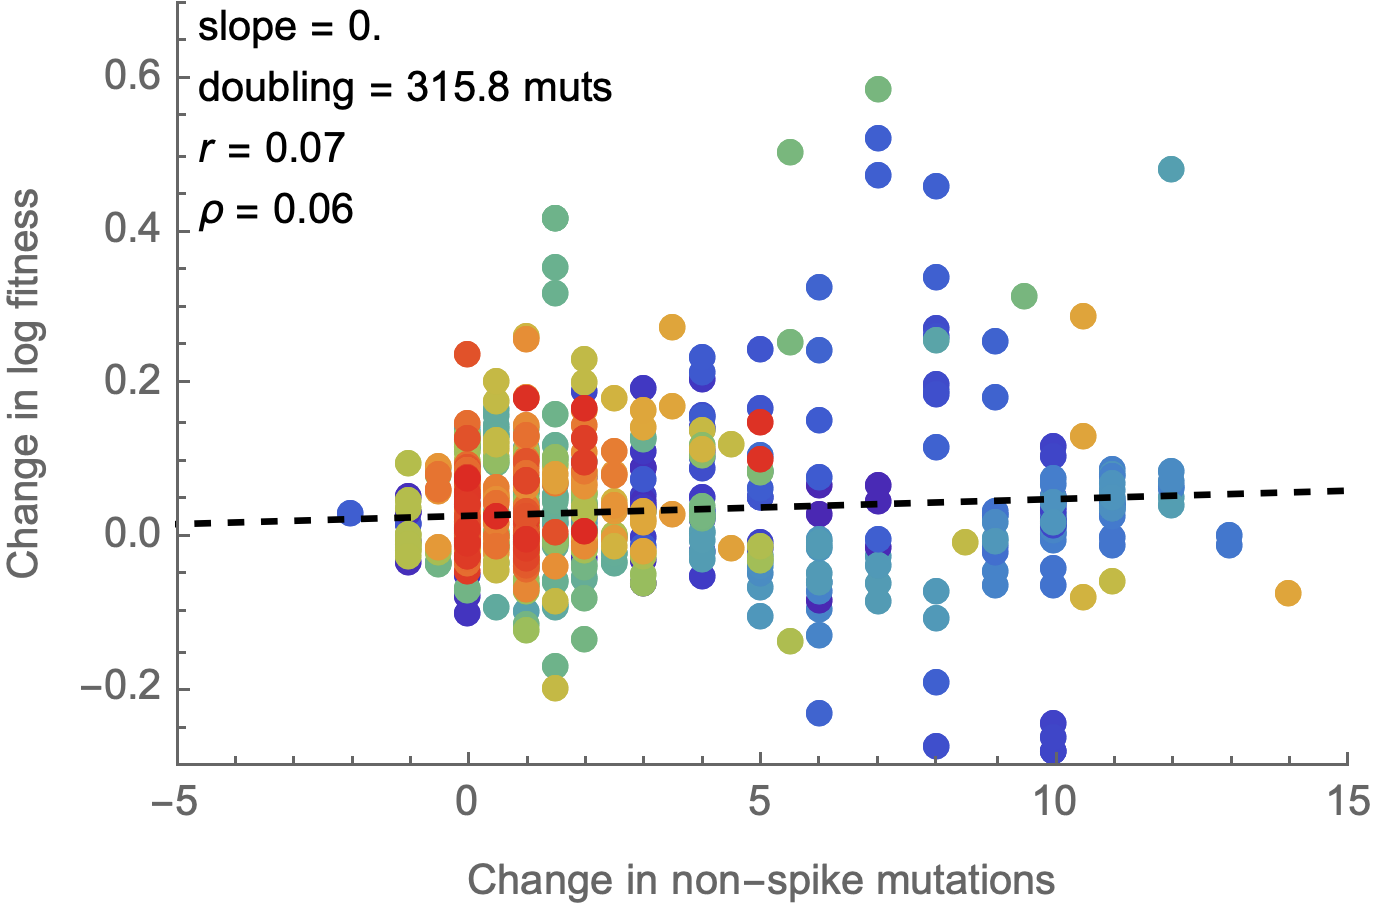 slope = 0.
doubling = 315.8 muts
r = 0.07
ρ = 0.06
0.6
0.4
0.2
0.0
−0.2
Change in log fitness
−5 0 5 10 15
Change in non−spike mutations